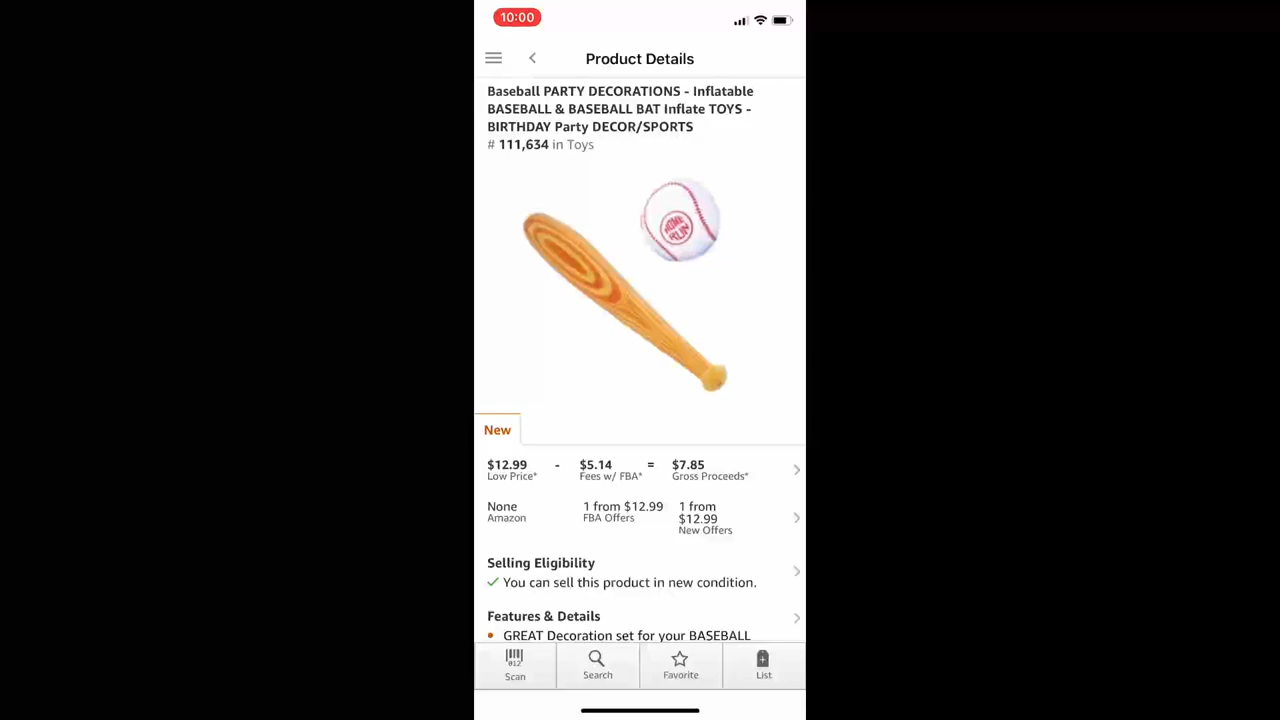 10:00
Product Details
Baseball PARTY DECORATIONS - Inflatable
BASEBALL & BASEBALL BAT Inflate TOYS -
BIRTHDAY Party DECOR/SPORTS
# 111,634 in Toys
HOME
RUN
New
$12.99 - $5.14 = $7.85
Low Price* Fees w/ FBA* Gross Proceeds*
None 1 from $12.99 1 from
$12.99
Amazon FBA Offers New Offers
Selling Eligibility
You can sell this product in new condition.
Features & Details
• GREAT Decoration set for your BASEBALL
012
Scan Search Favorite List